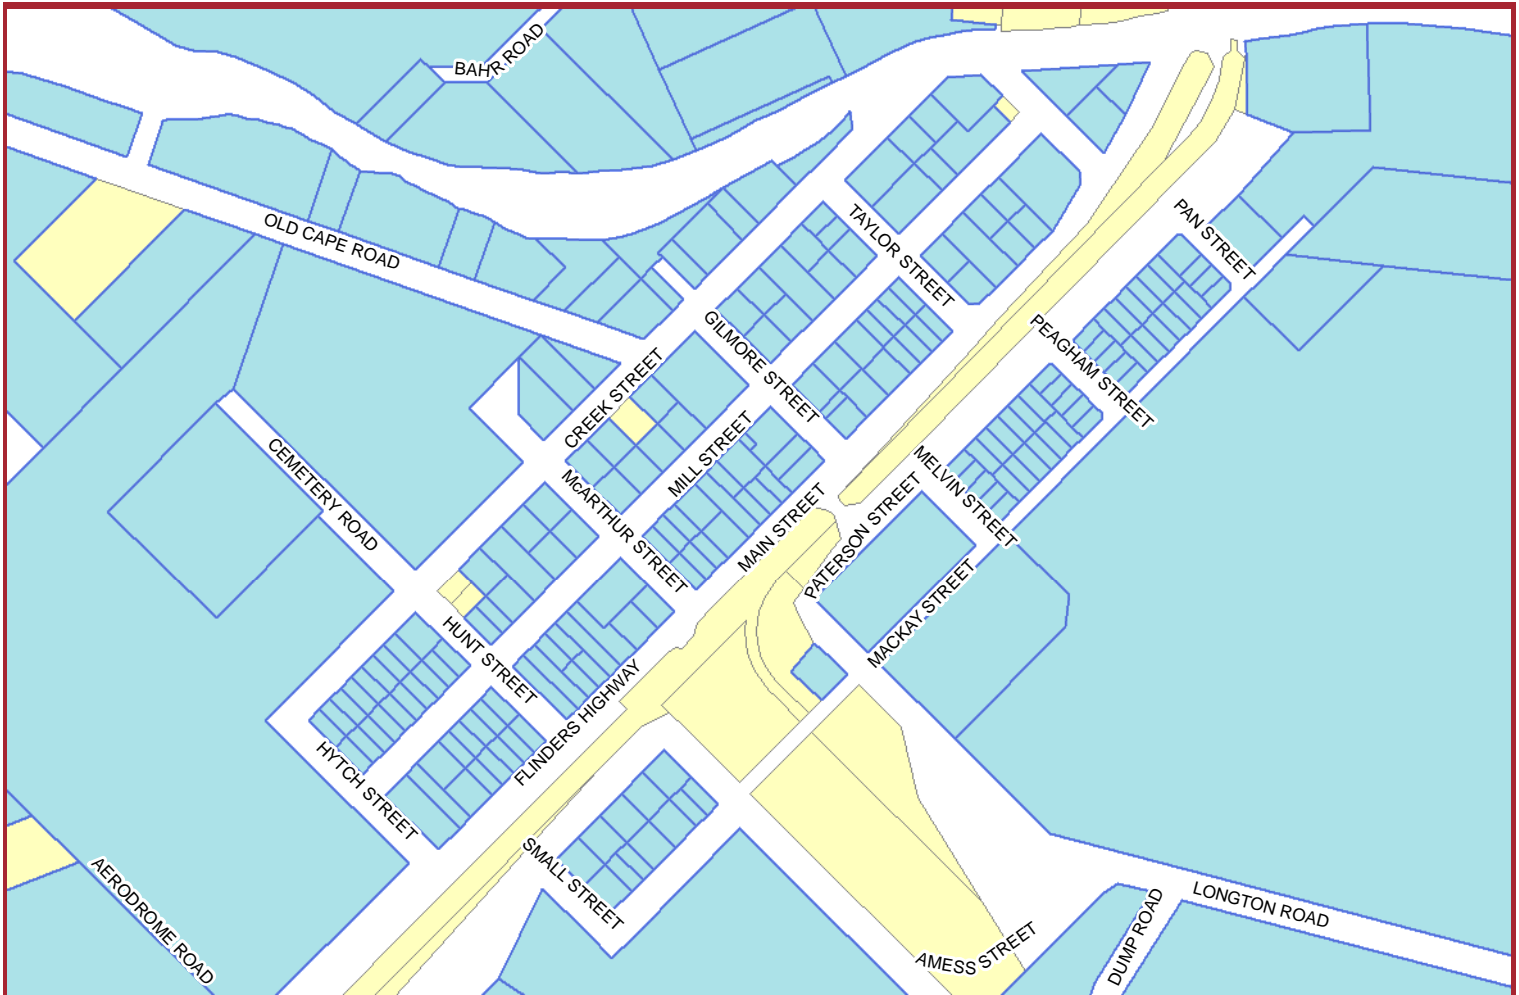 BAHR ROAD
OLD CAPE ROAD
TAYLOR STREET
PAN STREET
GILMORE STREET
PEAGHAM STREET
CREEK STREET
MILL STREET
CEMETERY ROAD
McARTHUR STREET
MAIN STREET
PATERSON STREET
MELVIN STREET
MACKAY STREET
HUNT STREET
FLINDERS HIGHWAY
HYTCH STREET
SMALL STREET
AERODROME ROAD
AMESS STREET
DUMP ROAD
LONGTON ROAD